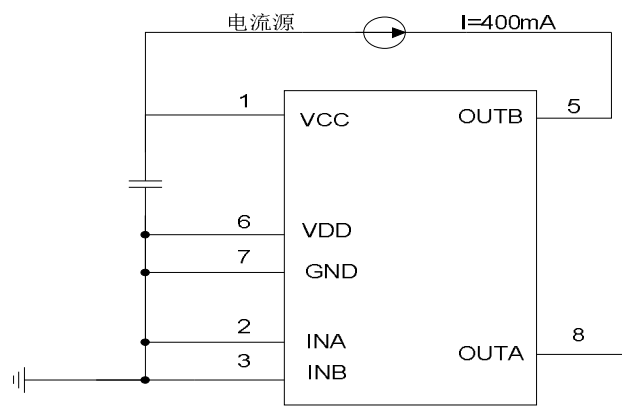 电流源 I=400mA
1 VCC OUTB 5
6 VDD
7 GND
2 INA
OUTA 8
3 INB